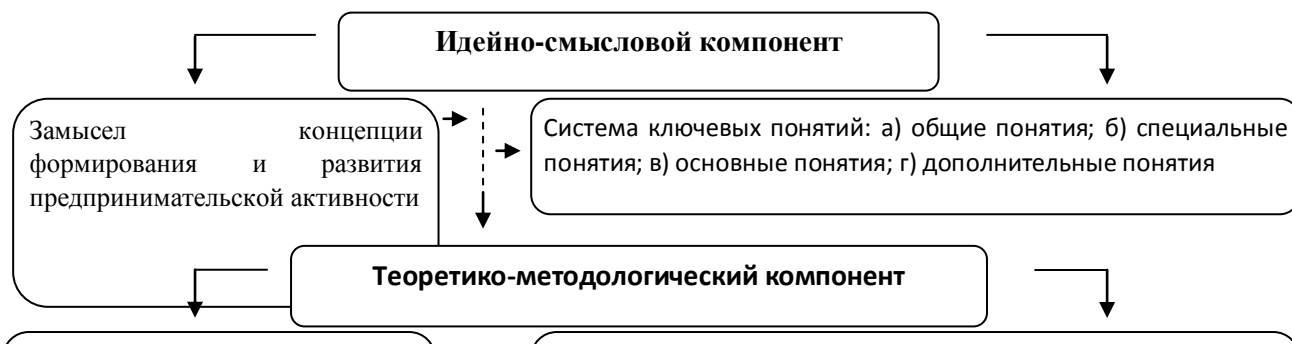 Идейно-смысловой компонент
Замысел концепции
формирования и развития
предпринимательской активности
Система ключевых понятий: а) общие понятия; б) специальные
понятия; в) основные понятия; г) дополнительные понятия
Теоретико-методологический компонент